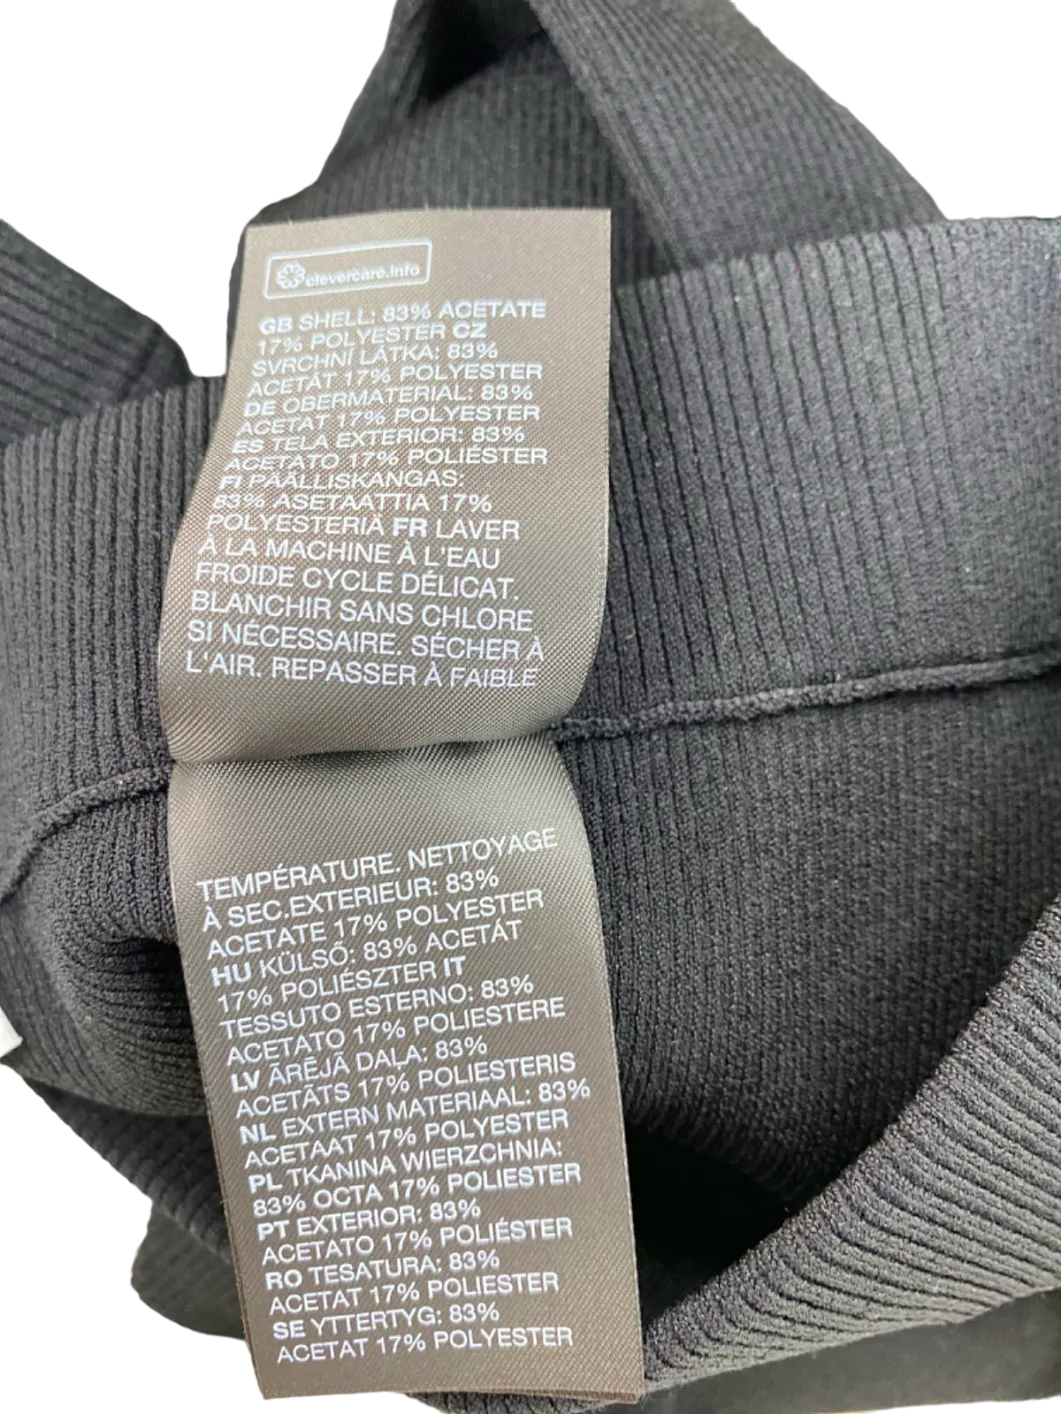 clevercare.info
GB SHELL: 83% ACETATE
17% POLYESTER CZ
SVRCHNÍ LÁTKA: 83%
ACETÁT 17% POLYESTER
DE OBERMATERIAL: 83%
ACETAT 17% POLYESTER
ES TELA EXTERIOR: 83%
ACETATO 17% POLIÉSTER
FI PÄÄLLISKANGAS:
83% ASETAATTIA 17%
POLYESTERIÄ FR LAVER
À LA MACHINE À L'EAU
FROIDE CYCLE DÉLICAT.
BLANCHIR SANS CHLORE
SI NÉCESSAIRE. SÉCHER À
L'AIR. REPASSER À FAIBLE
TEMPÉRATURE. NETTOYAGE
À SEC.EXTERIEUR: 83%
ACETATE 17% POLYESTER
HU KÜLSŐ: 83% ACETÁT
17% POLIÉSZTER IT
TESSUTO ESTERNO: 83%
ACETATO 17% POLIESTERE
LV ĀRĒJĀ DAĻA: 83%
ACETĀTS 17% POLIESTERIS
NL EXTERN MATERIAAL: 83%
ACETAAT 17% POLYESTER
PL TKANINA WIERZCHNIA:
83% OCTA 17% POLIESTER
PT EXTERIOR: 83%
ACETATO 17% POLIÉSTER
RO TESATURA: 83%
ACETAT 17% POLIESTER
SE YTTERTYG: 83%
ACETAT 17% POLYESTER